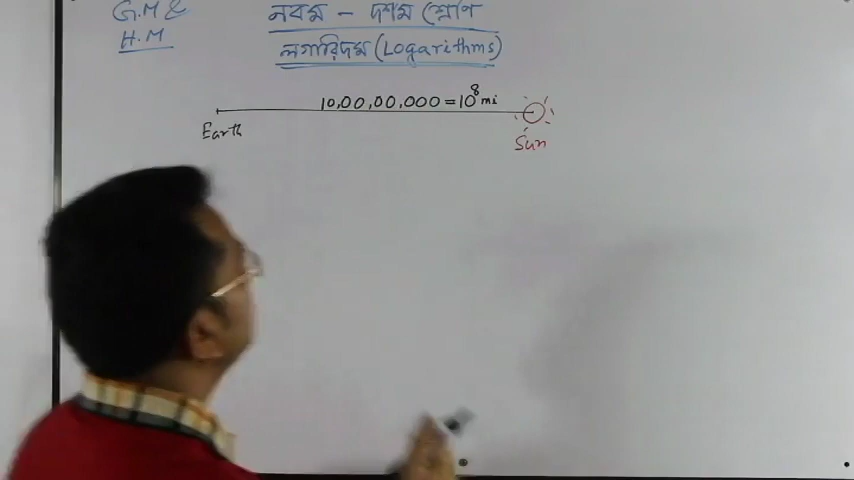 G.M &
H.M
নবম - দশম শ্রেণি
লগারিদম (Logarithms)
10,00,00,000 = 10⁸ mi
Earth
Sun